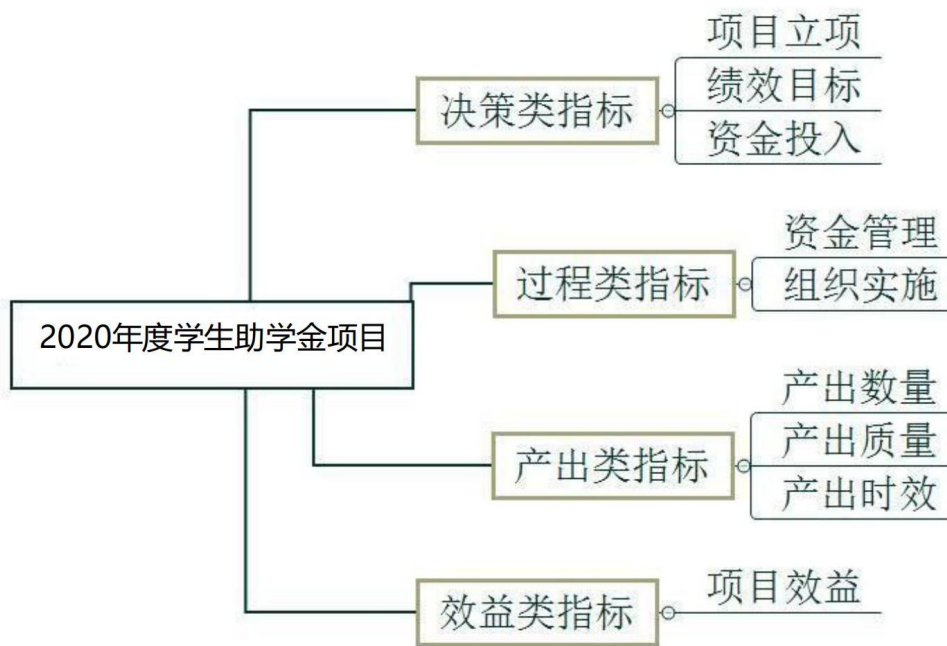 项目立项
决策类指标
绩效目标
资金投入
资金管理
过程类指标
组织实施
2020年度学生助学金项目
产出数量
产出类指标
产出质量
产出时效
效益类指标
项目效益